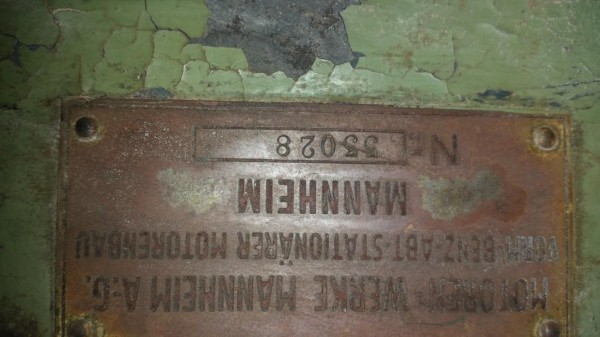 MOTOREN-WERKE MANNHEIM A-G.
VORM·BENZ·ABT·STATIONÄRER MOTORENBAU
MANNHEIM
Nr.